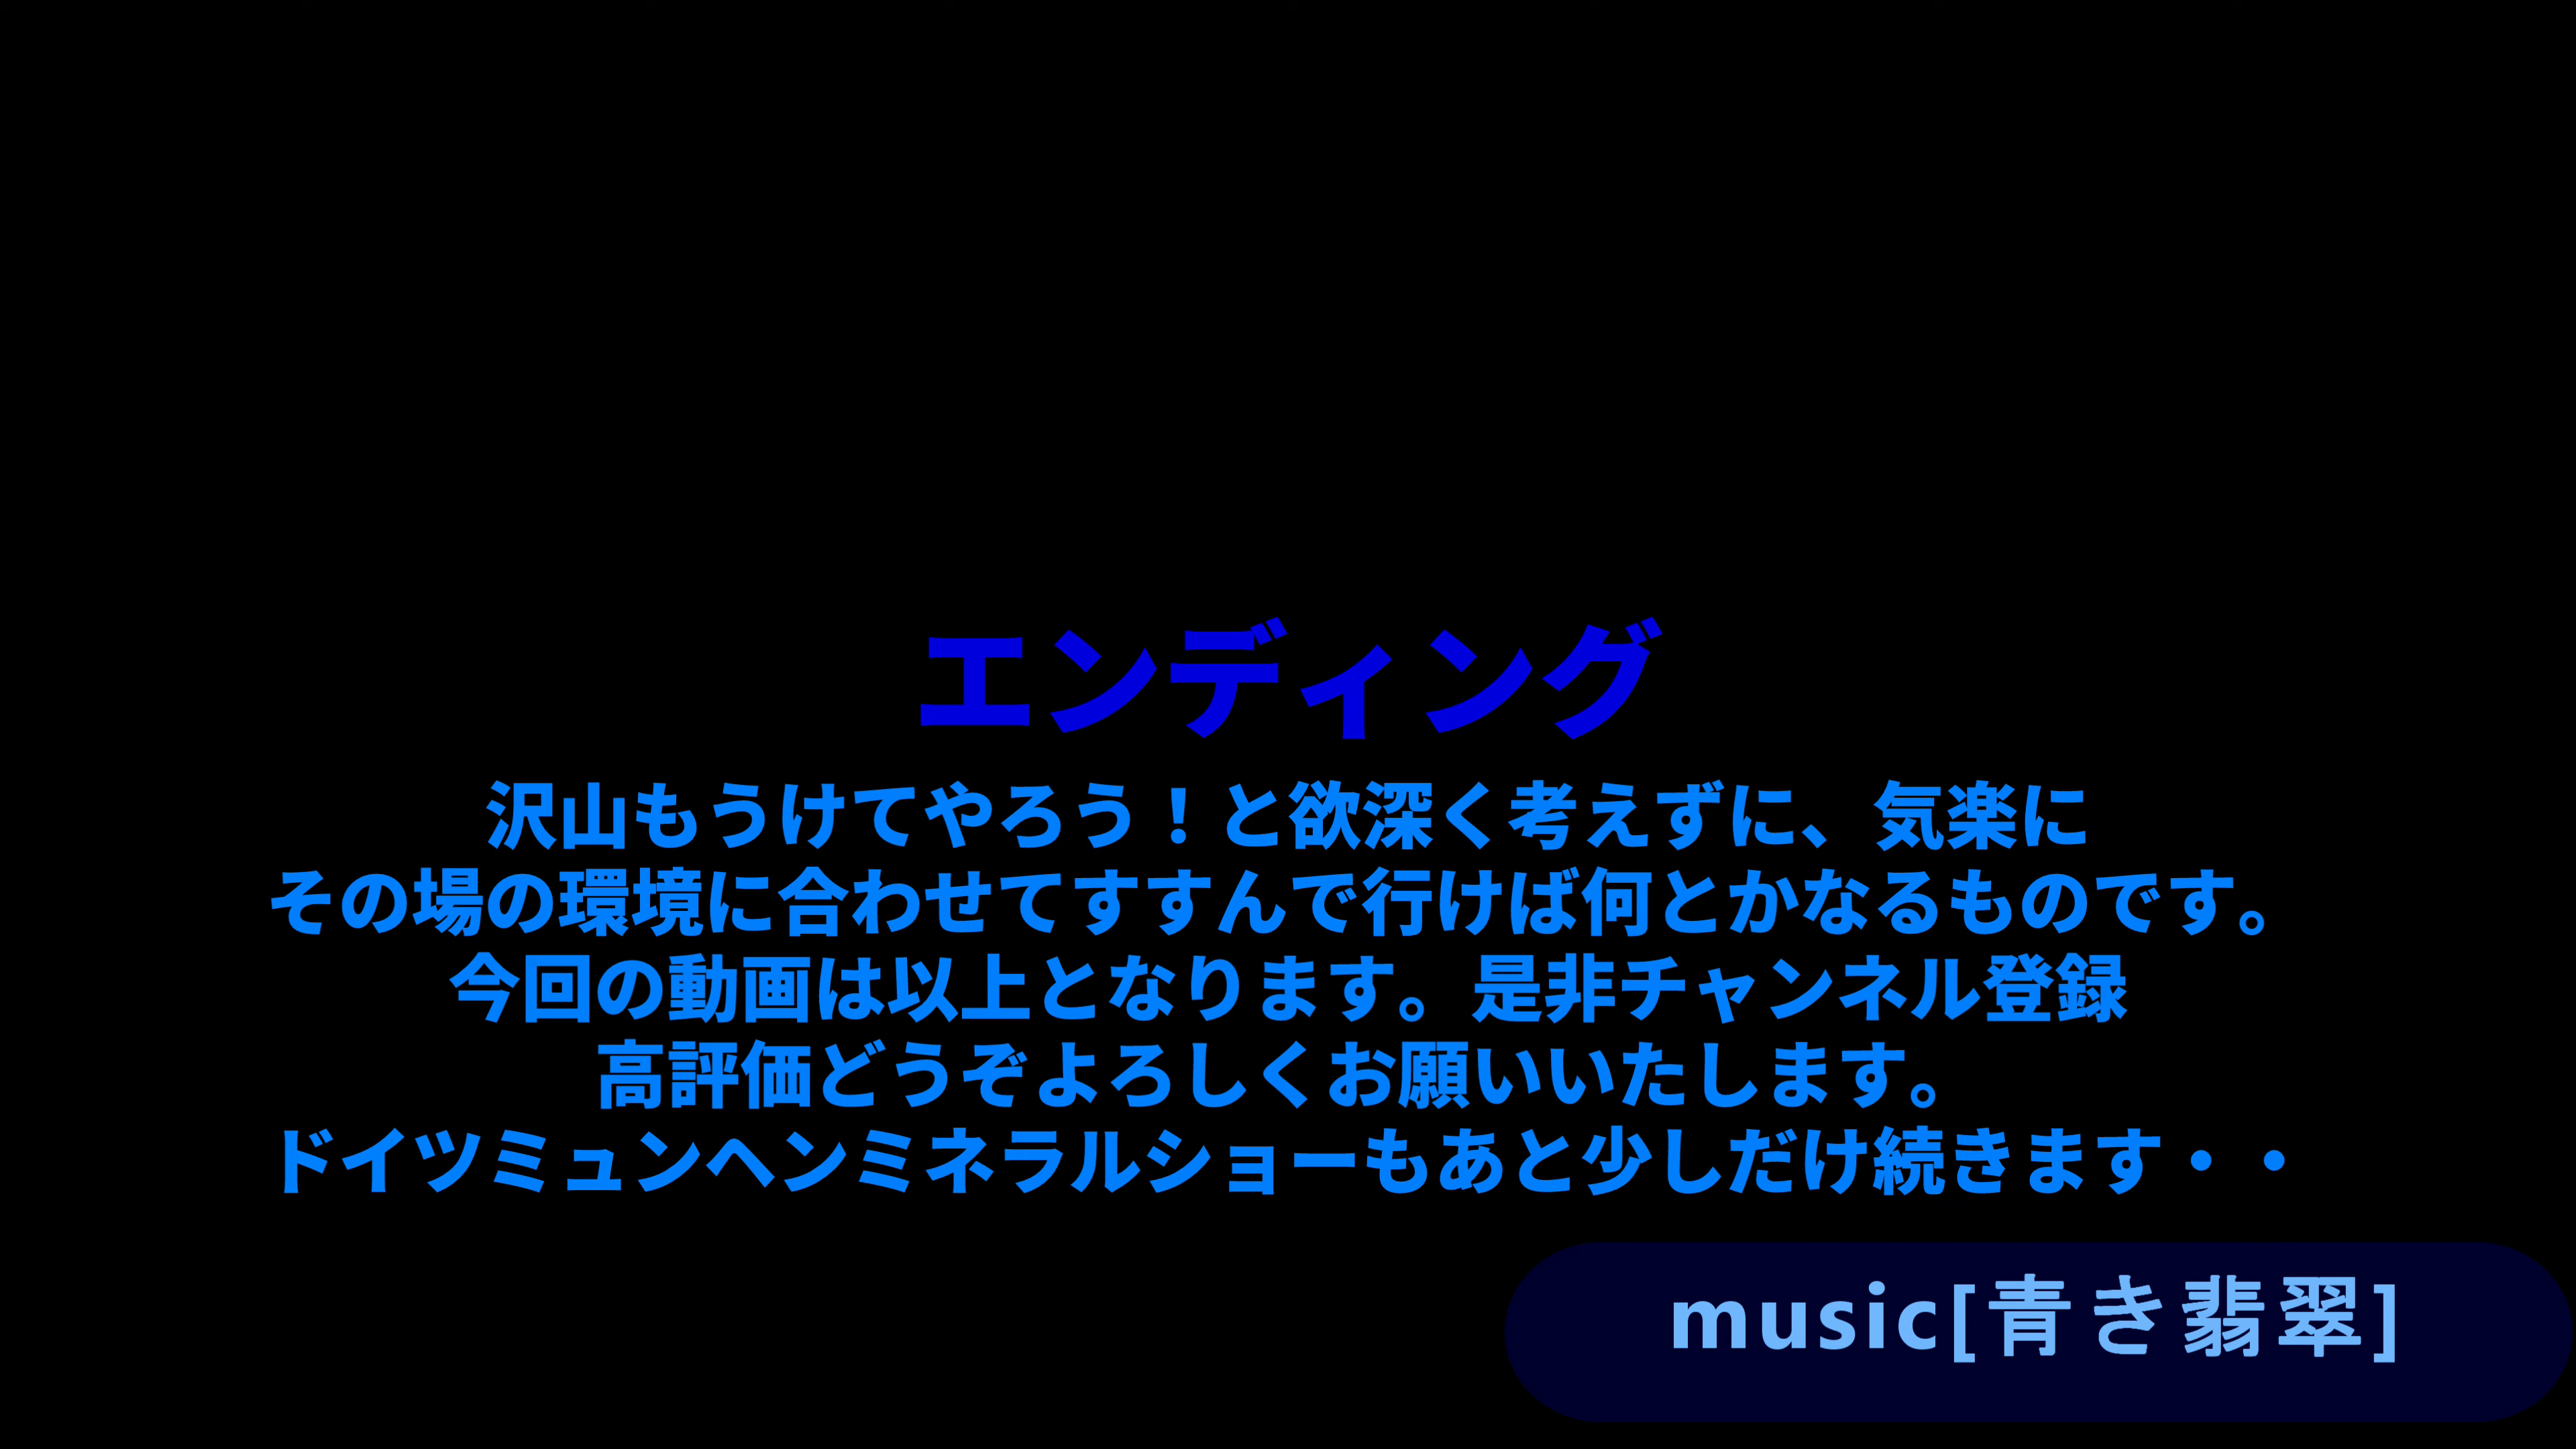 エンディング
沢山もうけてやろう！と欲深く考えずに、気楽に
その場の環境に合わせてすすんで行けば何とかなるものです。
今回の動画は以上となります。是非チャンネル登録
高評価どうぞよろしくお願いいたします。
ドイツミュンヘンミネラルショーもあと少しだけ続きます・・
music[青き翡翠]